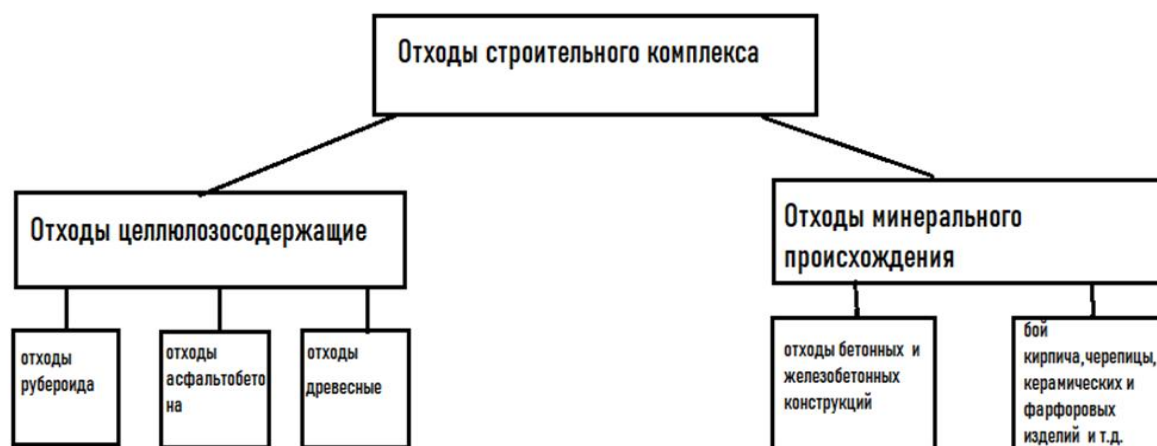 Отходы строительного комплекса
Отходы целлюлозосодержащие
Отходы минерального
происхождения
отходы
рубероида
отходы
асфальтобето
на
отходы
древесные
отходы бетонных и
железобетонных
конструкций
бой
кирпича,черепицы,
керамических и
фарфоровых
изделий и т.д.